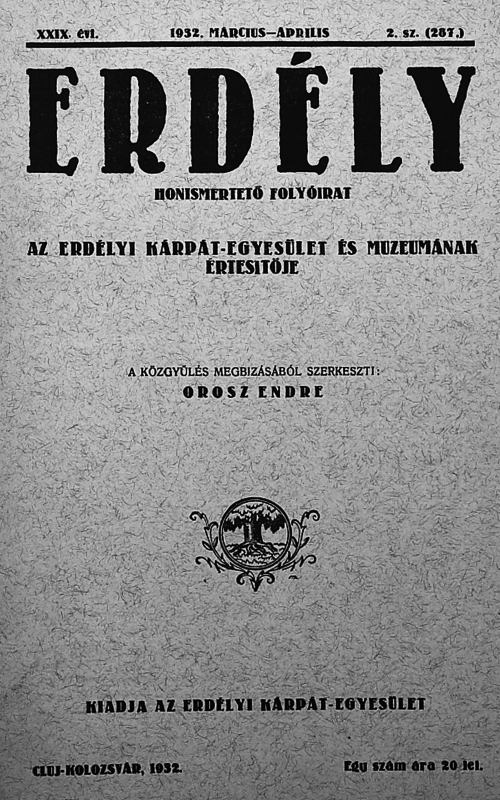 XXIX. évf. 1932. MÁRCIUS—ÁPRILIS 2. sz. (287.)
ERDÉLY
HONISMERTETŐ FOLYÓIRAT
AZ ERDÉLYI KÁRPÁT-EGYESÜLET ÉS MUZEUMÁNAK
ÉRTESITŐJE
A KÖZGYÜLÉS MEGBIZÁSÁBÓL SZERKESZTI:
OROSZ ENDRE
KIADJA AZ ERDÉLYI KÁRPÁT-EGYESÜLET
CLUJ-KOLOZSVÁR, 1932.
Egy szám ára 20 lei.